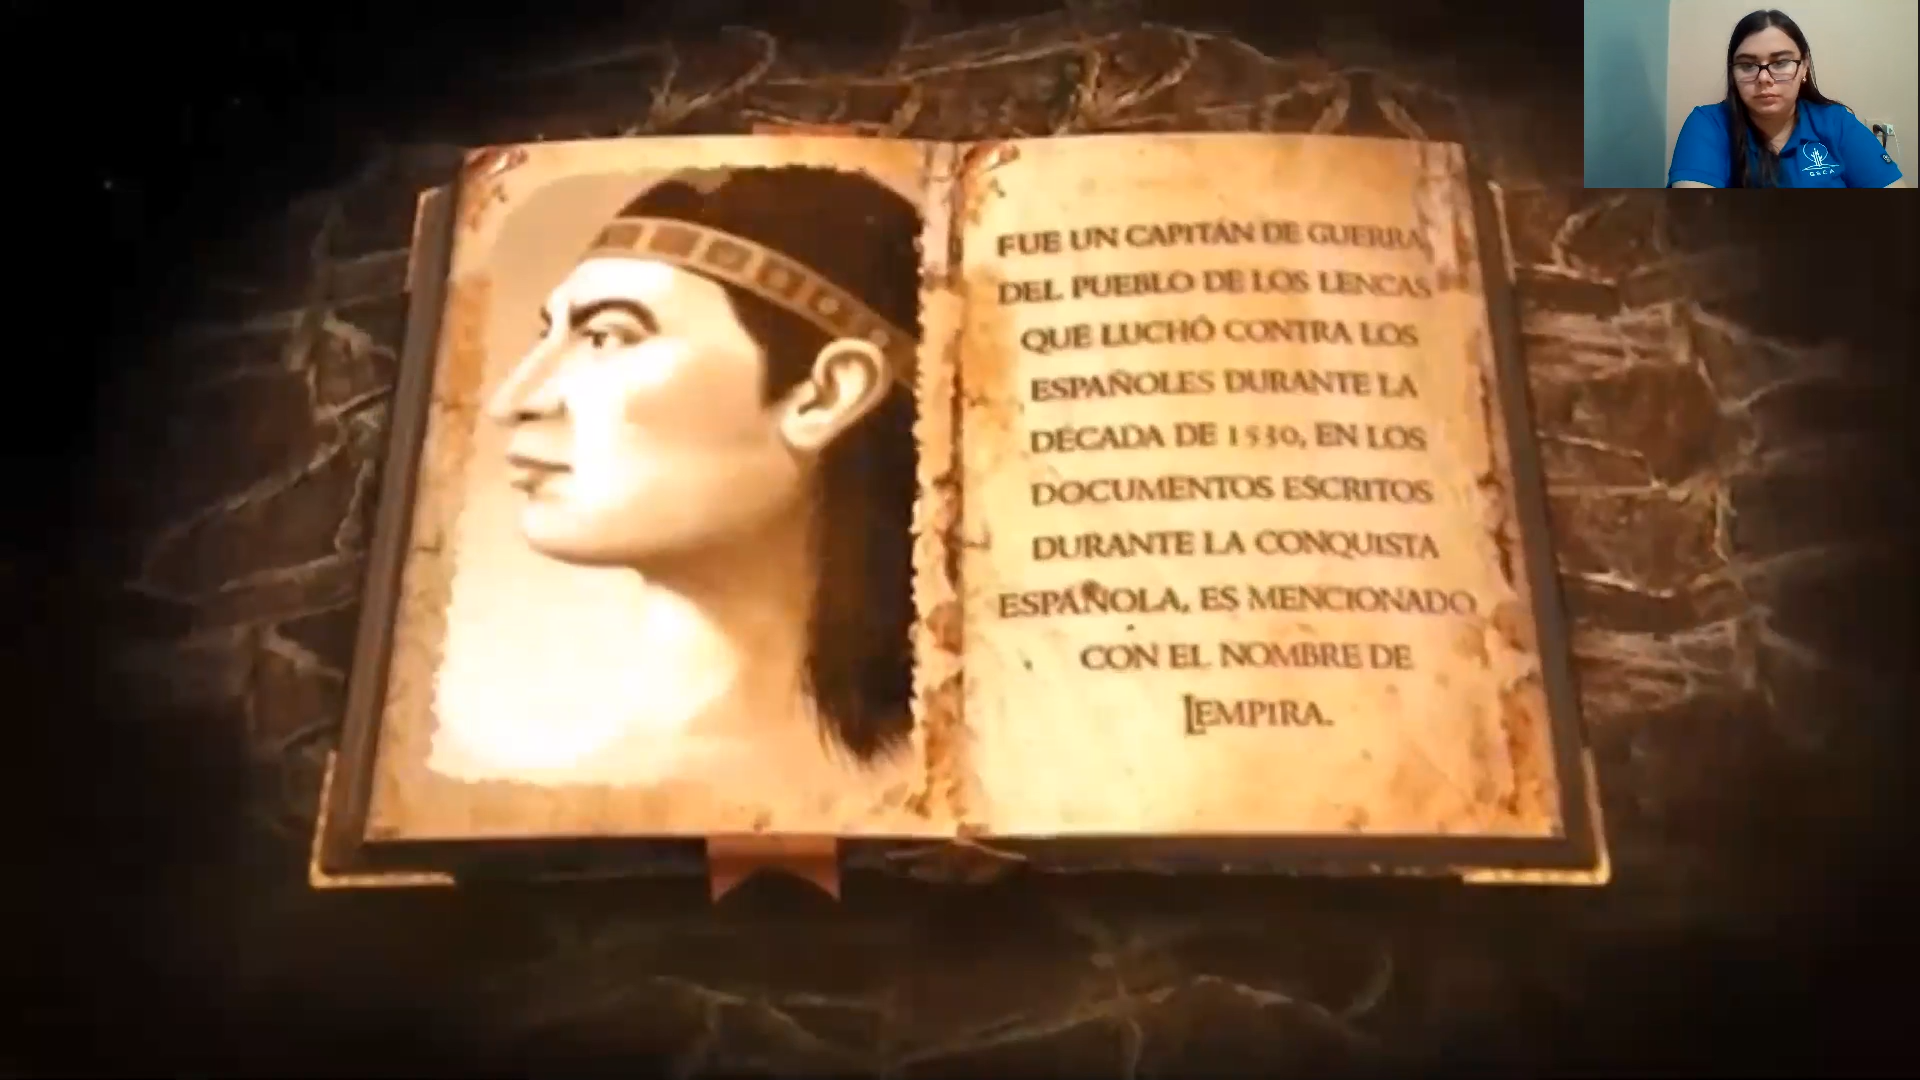 FUE UN CAPITÁN DE GUERRA
DEL PUEBLO DE LOS LENCAS
QUE LUCHÓ CONTRA LOS
ESPAÑOLES DURANTE LA
DÉCADA DE 1530, EN LOS
DOCUMENTOS ESCRITOS
DURANTE LA CONQUISTA
ESPAÑOLA, ES MENCIONADO
CON EL NOMBRE DE
LEMPIRA.